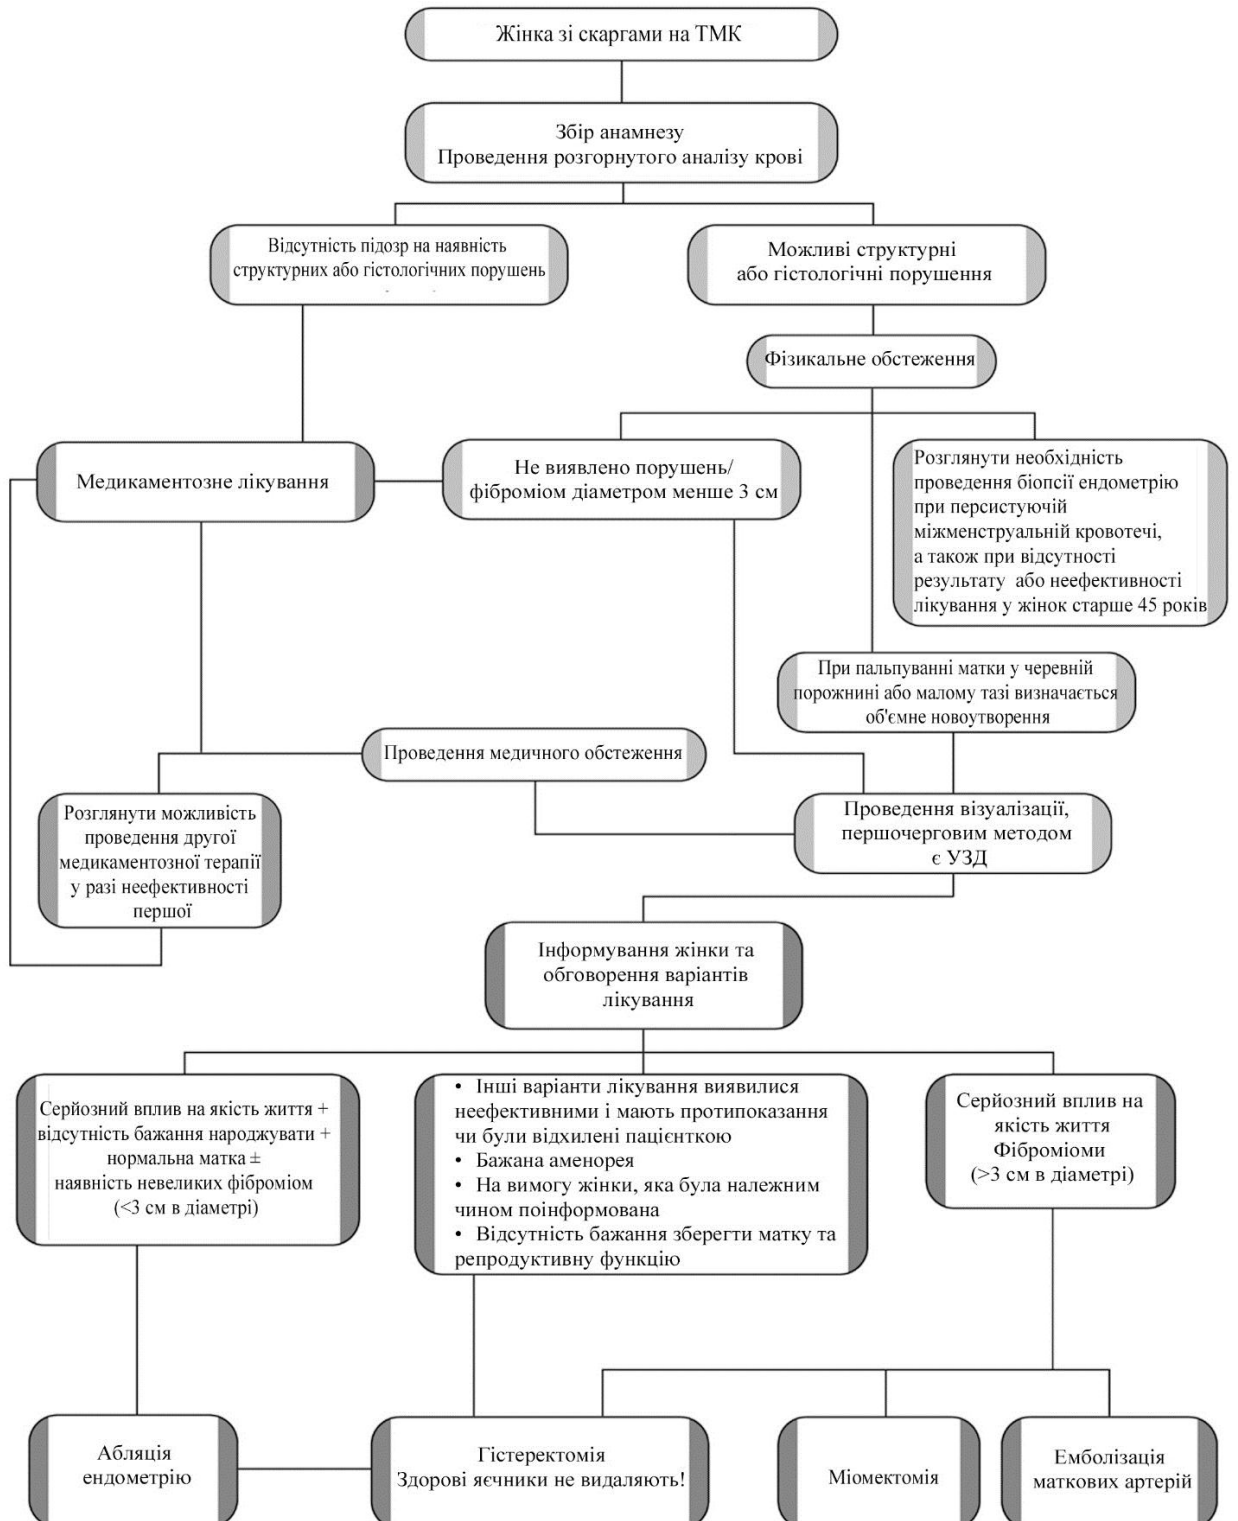 Жінка зі скаргами на ТМК
Збір анамнезу
Проведення розгорнутого аналізу крові
Відсутність підозр на наявність
структурних або гістологічних порушень
Можливі структурні
або гістологічні порушення
Фізикальне обстеження
Медикаментозне лікування
Не виявлено порушень/
фіброміом діаметром менше 3 см
Розглянути необхідність
проведення біопсії ендометрію
при персистуючій
міжменструальній кровотечі,
а також при відсутності
результату або неефективності
лікування у жінок старше 45 років
При пальпуванні матки у черевній
порожнині або малому тазі визначається
об'ємне новоутворення
Проведення медичного обстеження
Розглянути можливість
проведення другої
медикаментозної терапії
у разі неефективності
першої
Проведення візуалізації,
першочерговим методом
є УЗД
Інформування жінки та
обговорення варіантів
лікування
Серйозний вплив на якість життя +
відсутність бажання народжувати +
нормальна матка ±
наявність невеликих фіброміом
(<3 см в діаметрі)
• Інші варіанти лікування виявилися
неефективними і мають протипоказання
чи були відхилені пацієнткою
• Бажана аменорея
• На вимогу жінки, яка була належним
чином поінформована
• Відсутність бажання зберегти матку та
репродуктивну функцію
Серйозний вплив на
якість життя
Фіброміоми
(>3 см в діаметрі)
Абляція
ендометрію
Гістеректомія
Здорові яєчники не видаляють!
Міомектомія
Емболізація
маткових артерій